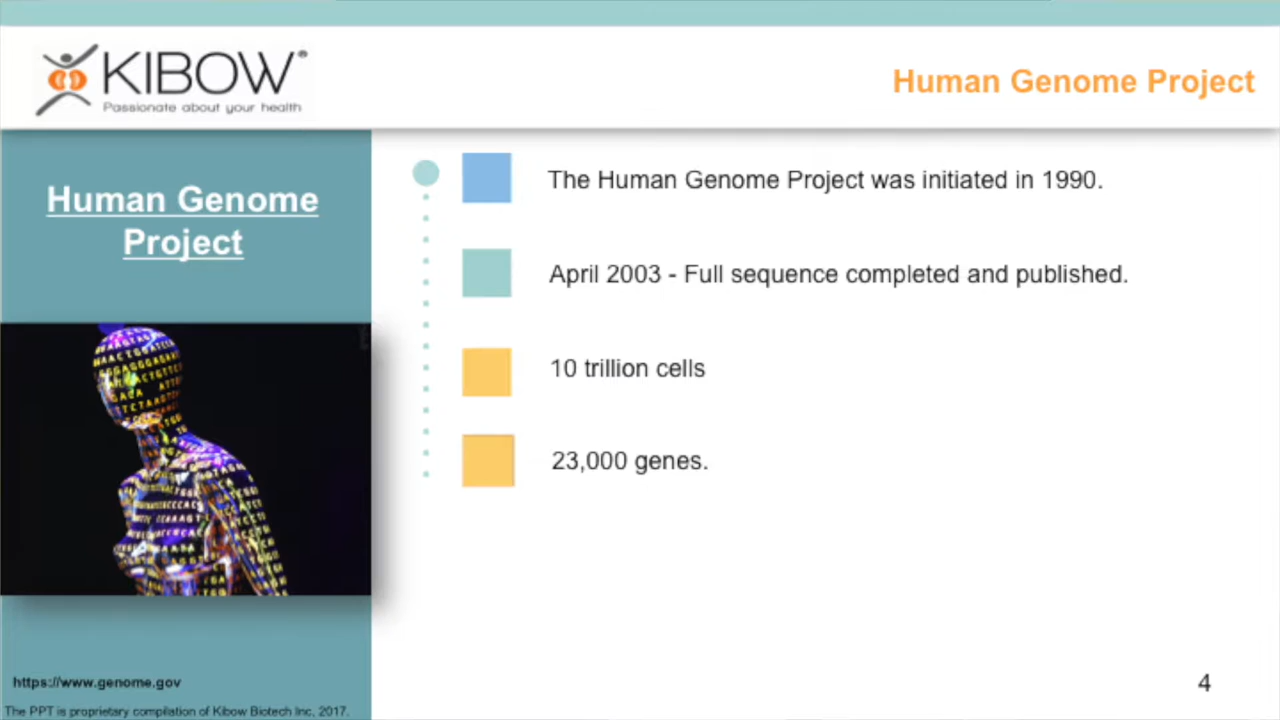 KIBOW®
Passionate about your health
Human Genome Project
Human Genome
Project
The Human Genome Project was initiated in 1990.
April 2003 - Full sequence completed and published.
10 trillion cells
23,000 genes.
https://www.genome.gov
The PPT is proprietary compilation of Kibow Biotech Inc, 2017.
4